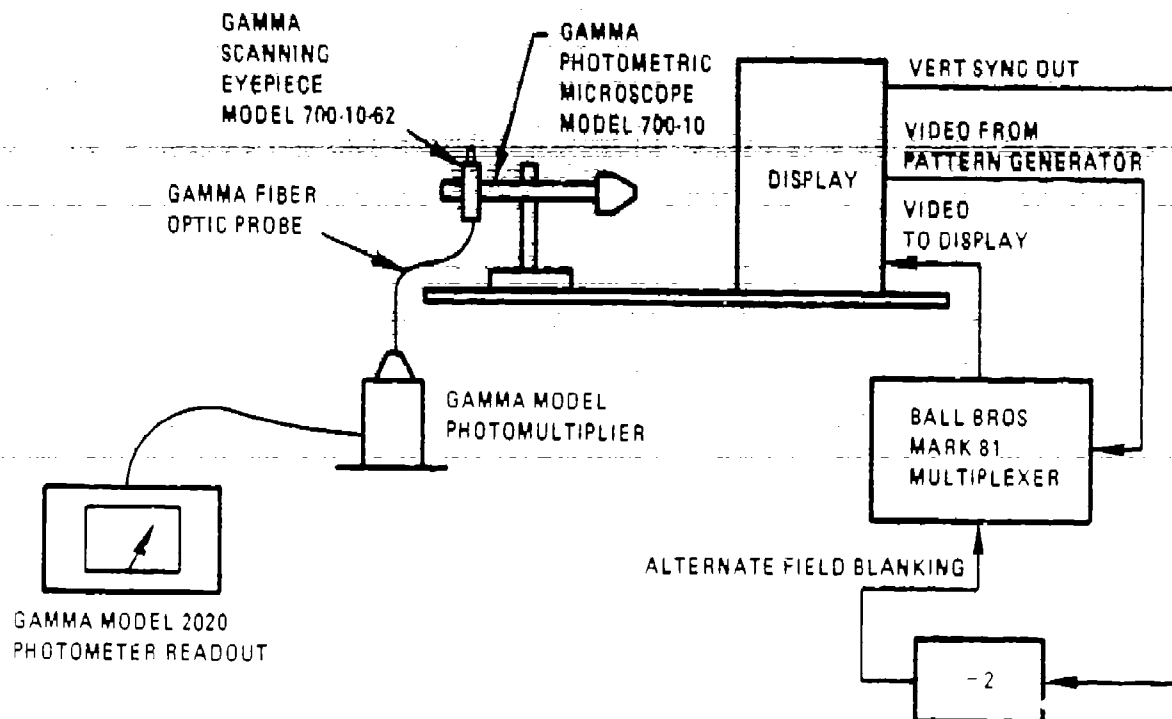 GAMMA
SCANNING
EYEPIECE
MODEL 700-10-62
GAMMA
PHOTOMETRIC
MICROSCOPE
MODEL 700-10
VERT SYNC OUT
VIDEO FROM
PATTERN GENERATOR
DISPLAY
VIDEO
TO DISPLAY
GAMMA FIBER
OPTIC PROBE
GAMMA MODEL
PHOTOMULTIPLIER
BALL BROS
MARK 81
MULTIPLEXER
ALTERNATE FIELD BLANKING
GAMMA MODEL 2020
PHOTOMETER READOUT
-2